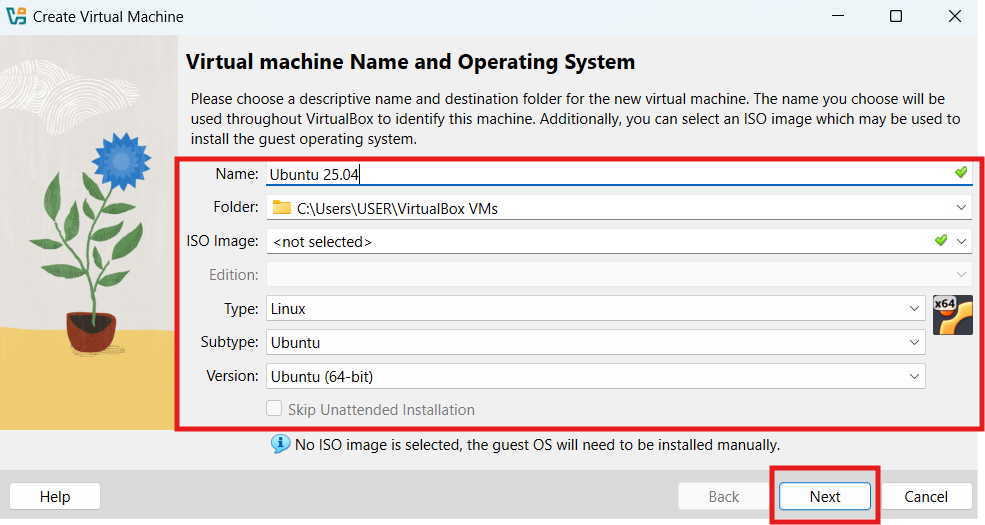 Create Virtual Machine
Virtual machine Name and Operating System
Please choose a descriptive name and destination folder for the new virtual machine. The name you choose will be
used throughout VirtualBox to identify this machine. Additionally, you can select an ISO image which may be used to
install the guest operating system.
Name: Ubuntu 25.04
Folder: C:\Users\USER\VirtualBox VMs
ISO Image: <not selected>
Edition:
Type: Linux
x64
Subtype: Ubuntu
Version: Ubuntu (64-bit)
Skip Unattended Installation
No ISO image is selected, the guest OS will need to be installed manually.
Help Back Next Cancel